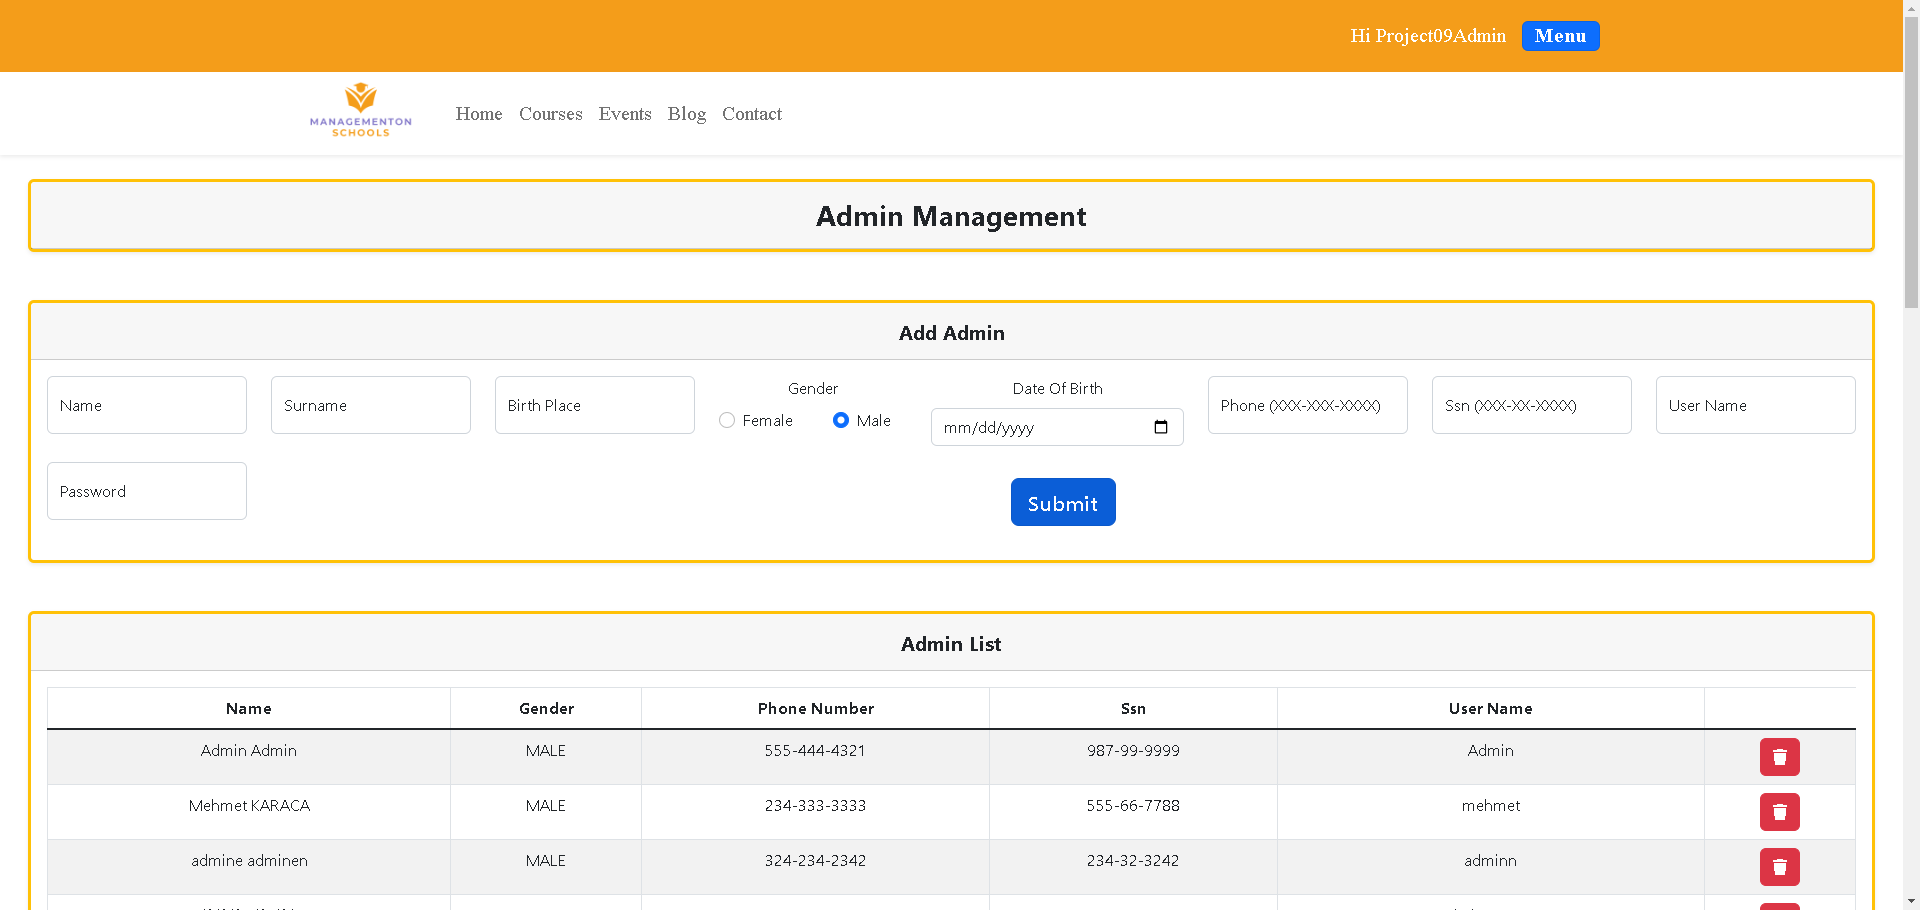 Hi Project09Admin Menu
MANAGEMENTON
SCHOOLS
Home Courses Events Blog Contact
Admin Management
Add Admin
Name Surname Birth Place Gender Female Male Date Of Birth mm/dd/yyyy Phone (XXX-XXX-XXXX) Ssn (XXX-XX-XXXX) User Name
Password Submit
Admin List
Name Gender Phone Number Ssn User Name
Admin Admin MALE 555-444-4321 987-99-9999 Admin
Mehmet KARACA MALE 234-333-3333 555-66-7788 mehmet
admine adminen MALE 324-234-2342 234-32-3242 adminn